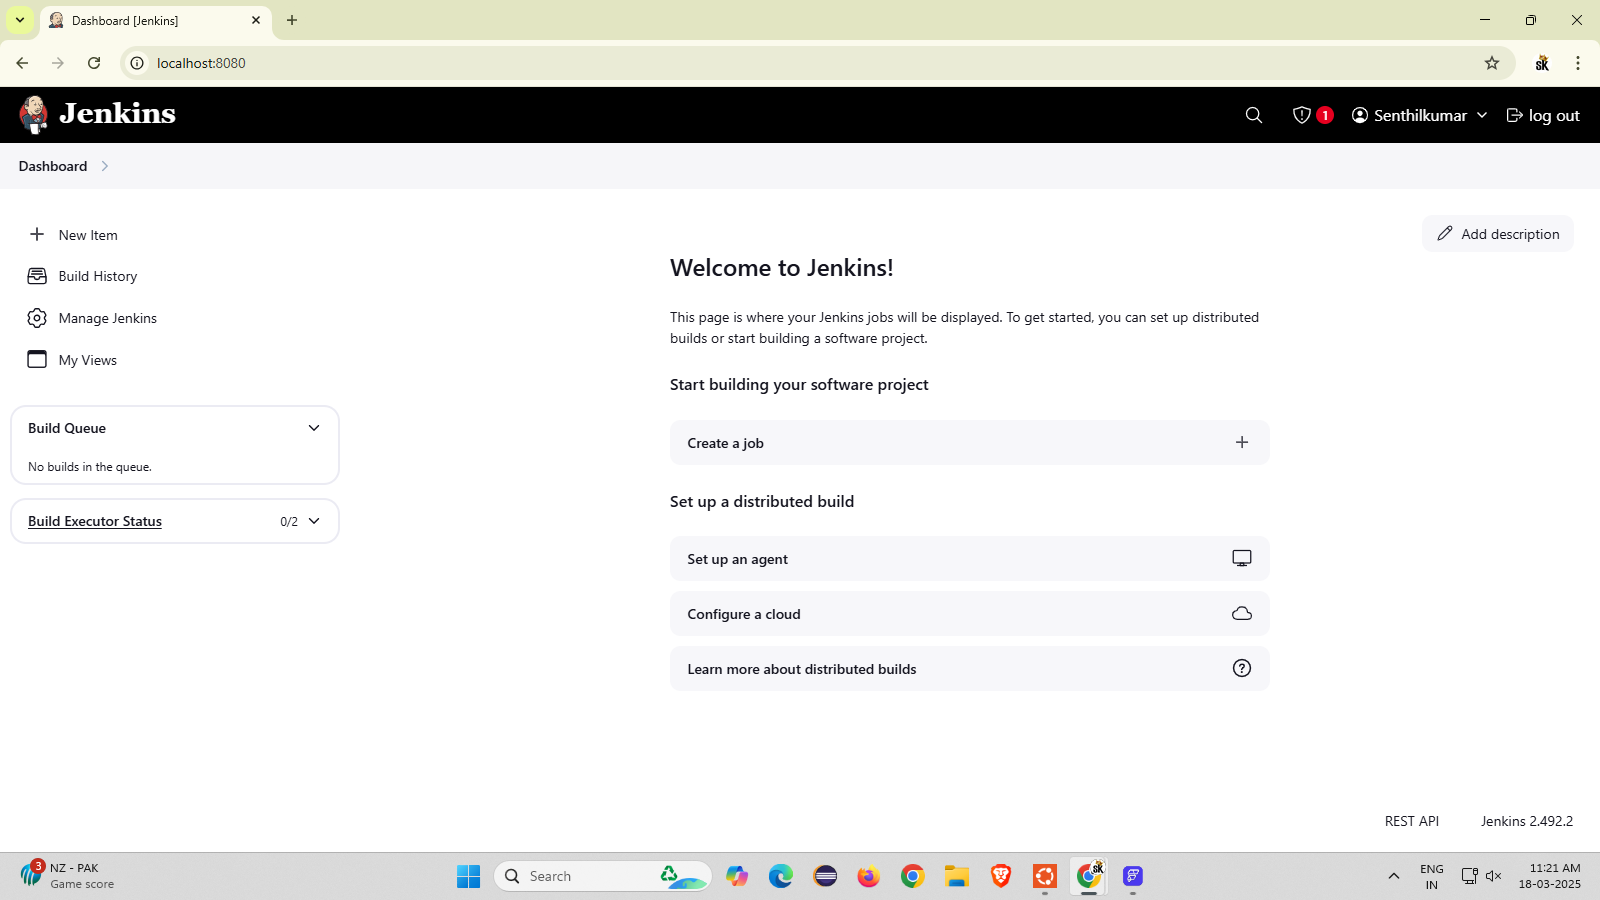 Dashboard [Jenkins]
localhost:8080
Jenkins
1
Senthilkumar
log out
Dashboard
New Item
Build History
Manage Jenkins
My Views
Build Queue
No builds in the queue.
Build Executor Status
0/2
Add description
Welcome to Jenkins!
This page is where your Jenkins jobs will be displayed. To get started, you can set up distributed
builds or start building a software project.
Start building your software project
Create a job
Set up a distributed build
Set up an agent
Configure a cloud
Learn more about distributed builds
REST API
Jenkins 2.492.2
3
NZ - PAK
Game score
Search
ENG
IN
11:21 AM
18-03-2025
SK
SK